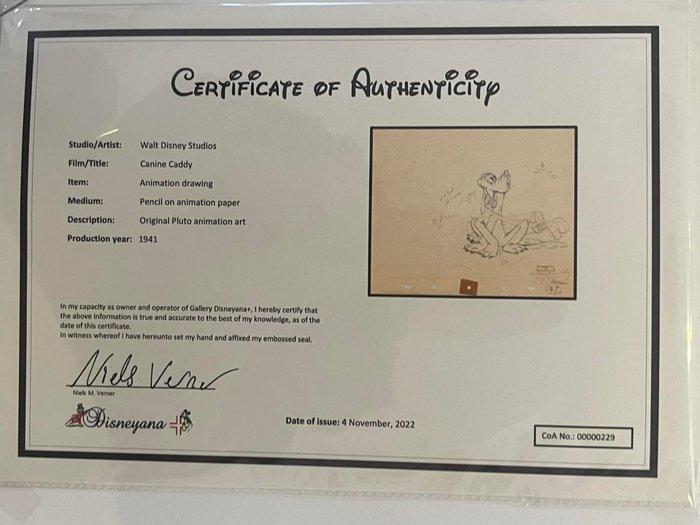 CERTIFICATE OF AUTHENTICITY
Studio/Artist: Walt Disney Studios
Film/Title: Canine Caddy
Item: Animation drawing
Medium: Pencil on animation paper
Description: Original Pluto animation art
Production year: 1941
In my capacity as owner and operator of Gallery Disneyana+, I hereby certify that
the above information is true and accurate to the best of my knowledge, as of the
date of this certificate.
In witness whereof I have hereunto set my hand and affixed my embossed seal.
Niels Verner
Niels M. Verner
Disneyana
Date of issue: 4 November, 2022
CoA No.: 00000229